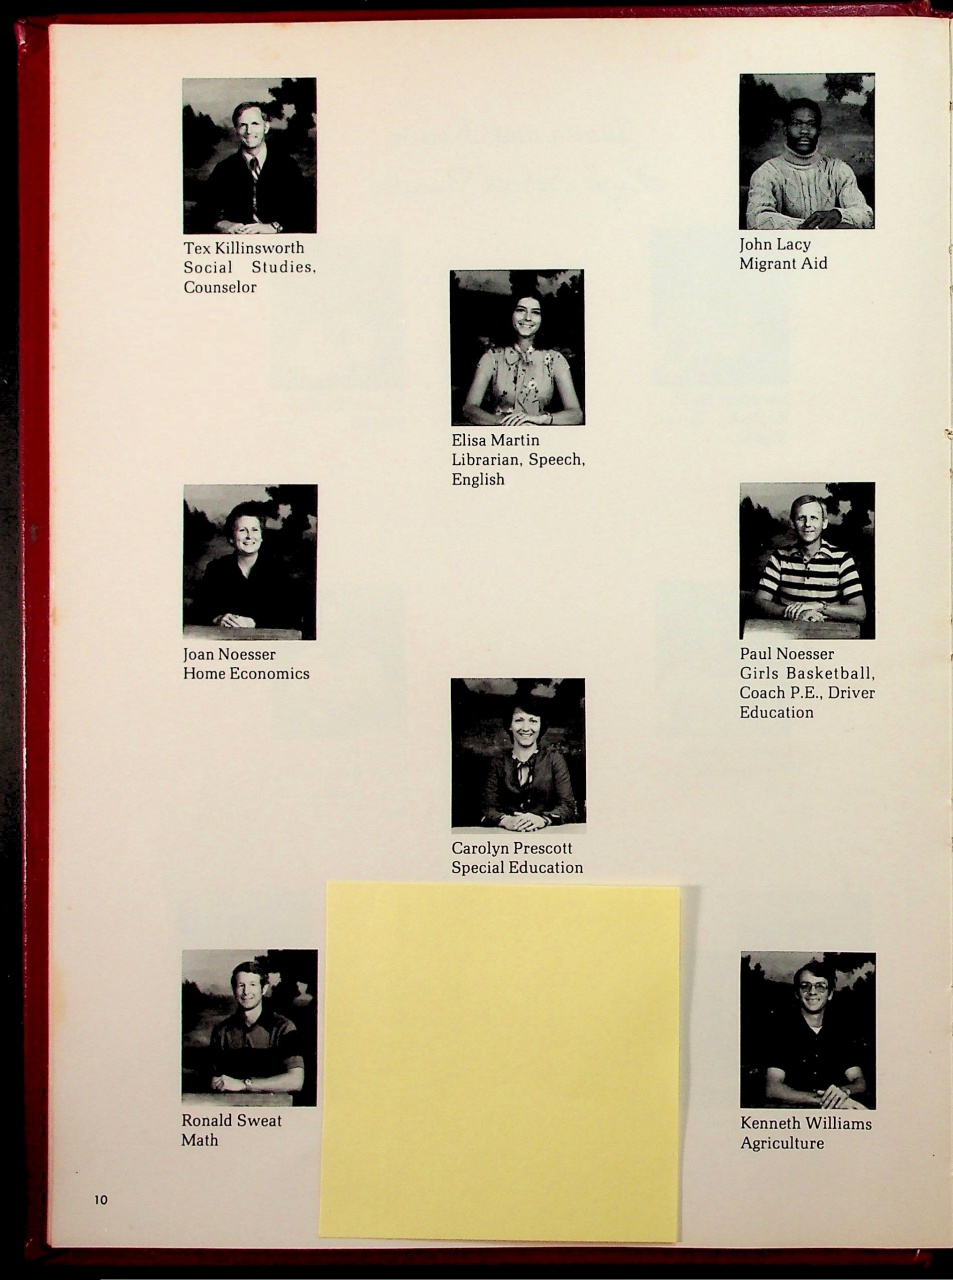 Tex Killinsworth
Social Studies,
Counselor
John Lacy
Migrant Aid
Elisa Martin
Librarian, Speech,
English
Joan Noesser
Home Economics
Paul Noesser
Girls Basketball,
Coach P.E., Driver
Education
Carolyn Prescott
Special Education
Ronald Sweat
Math
Kenneth Williams
Agriculture
10